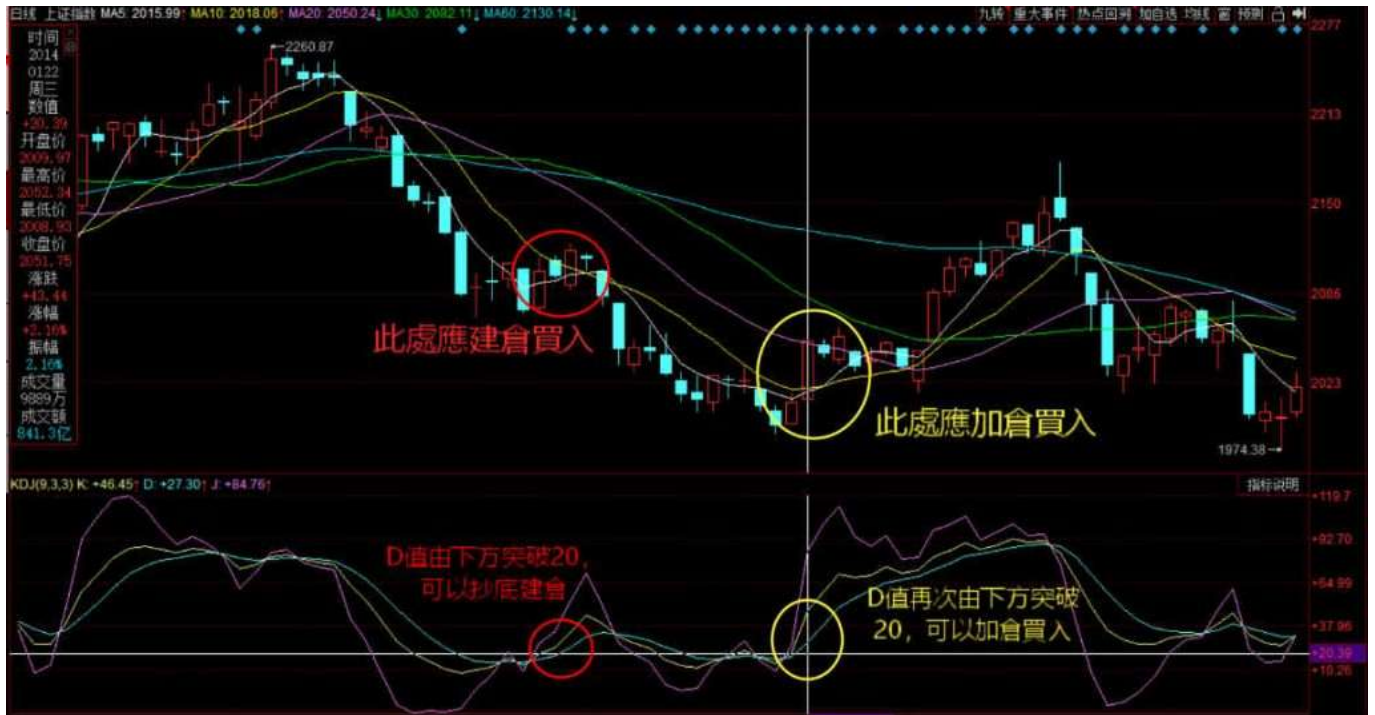 日线 上证指数 MA5: 2015.99↑ MA10: 2018.06↑ MA20: 2050.24↓ MA30: 2082.11↓ MA60: 2130.14↓
九转 重大事件 热点回溯 加自选 均线 窗 预测
时间
2014
0122
周三
数值
+20.39
开盘价
2009.97
最高价
2052.34
最低价
2008.93
收盘价
2051.75
涨跌
+43.44
涨幅
+2.16%
振幅
2.16%
成交量
9889万
成交额
841.3亿
←2260.87
此處應建倉買入
此處應加倉買入
1974.38→
2277
2213
2150
2086
2023
KDJ(9,3,3) K: +46.45↑ D: +27.30↑ J: +84.76↑
指标说明
D值由下方突破20，
可以抄底建倉
D值再次由下方突破
20，可以加倉買入
+119.7
+92.70
+64.99
+37.96
+20.39
+10.26